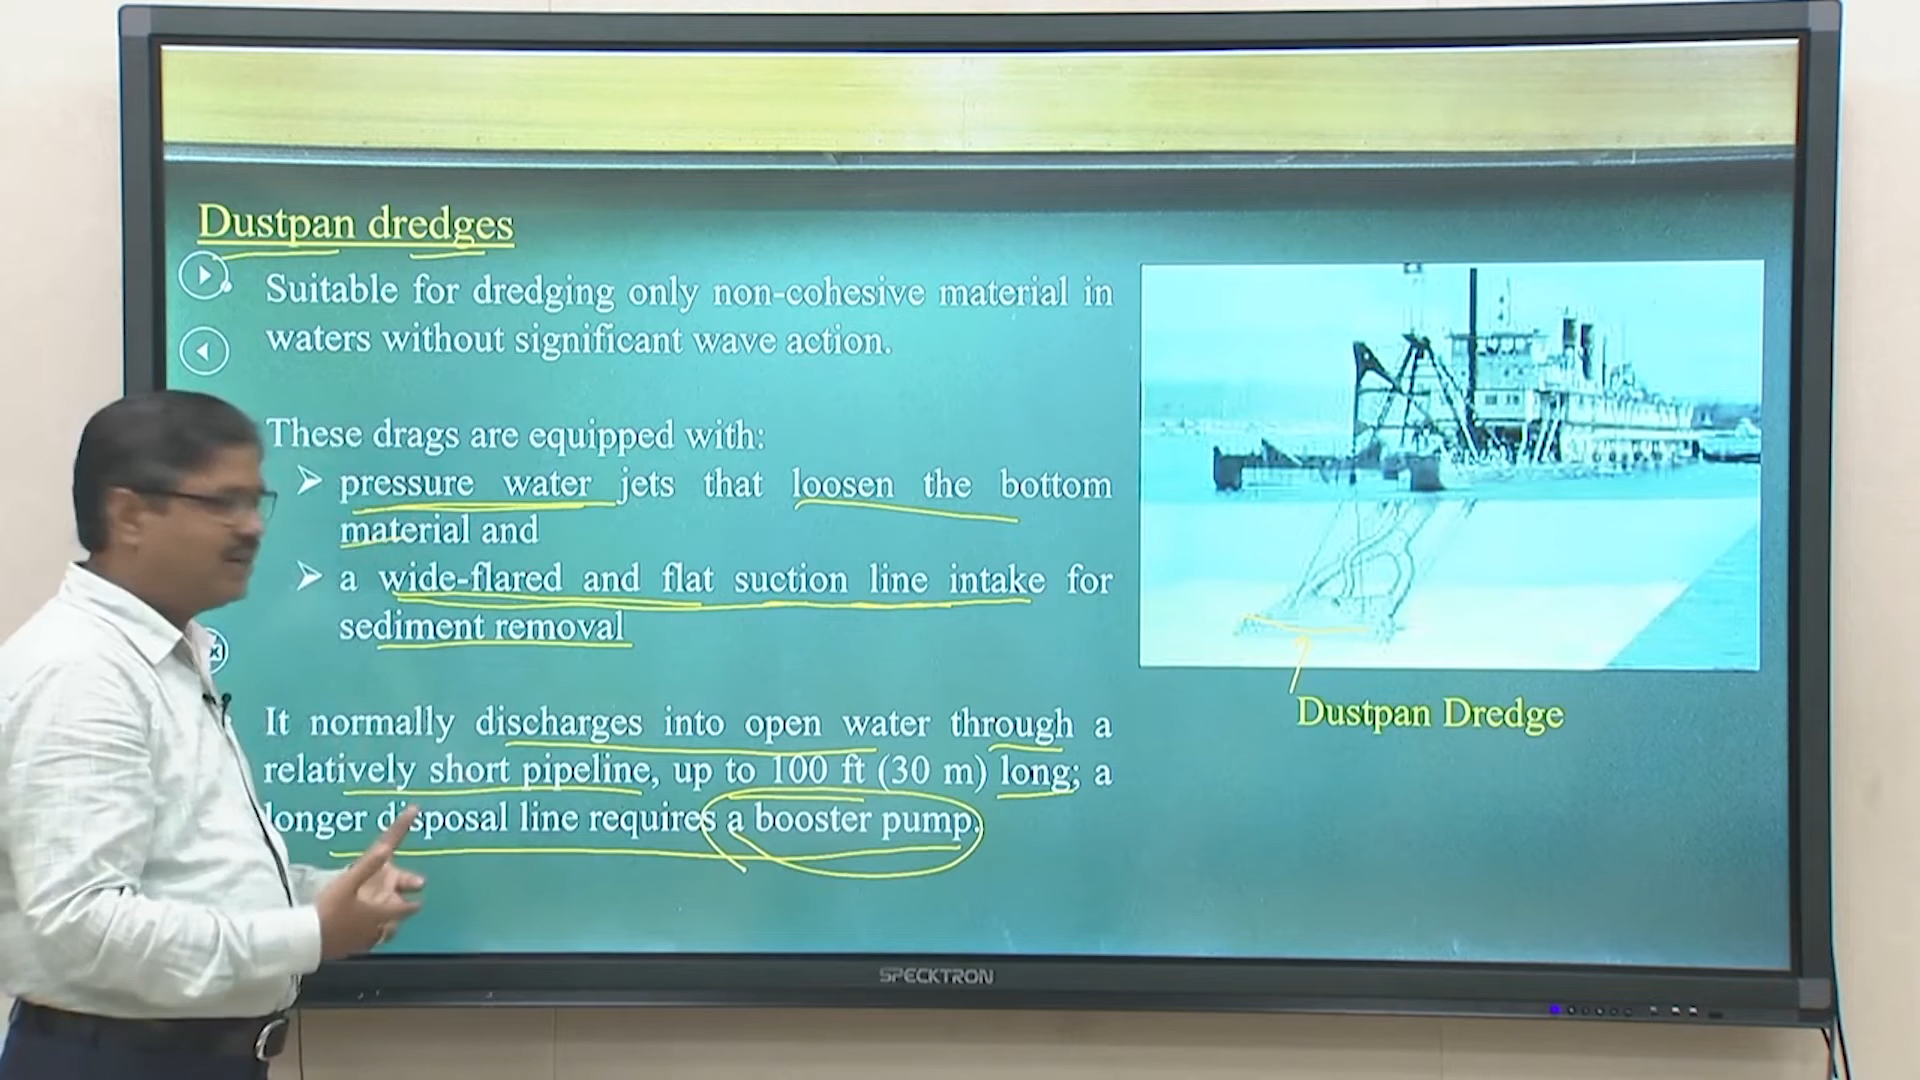 Dustpan dredges
Suitable for dredging only non-cohesive material in
waters without significant wave action.
These drags are equipped with:
pressure water jets that loosen the bottom
material and
a wide-flared and flat suction line intake for
sediment removal
It normally discharges into open water through a
relatively short pipeline, up to 100 ft (30 m) long; a
longer disposal line requires a booster pump.
Dustpan Dredge
SPECKTRON